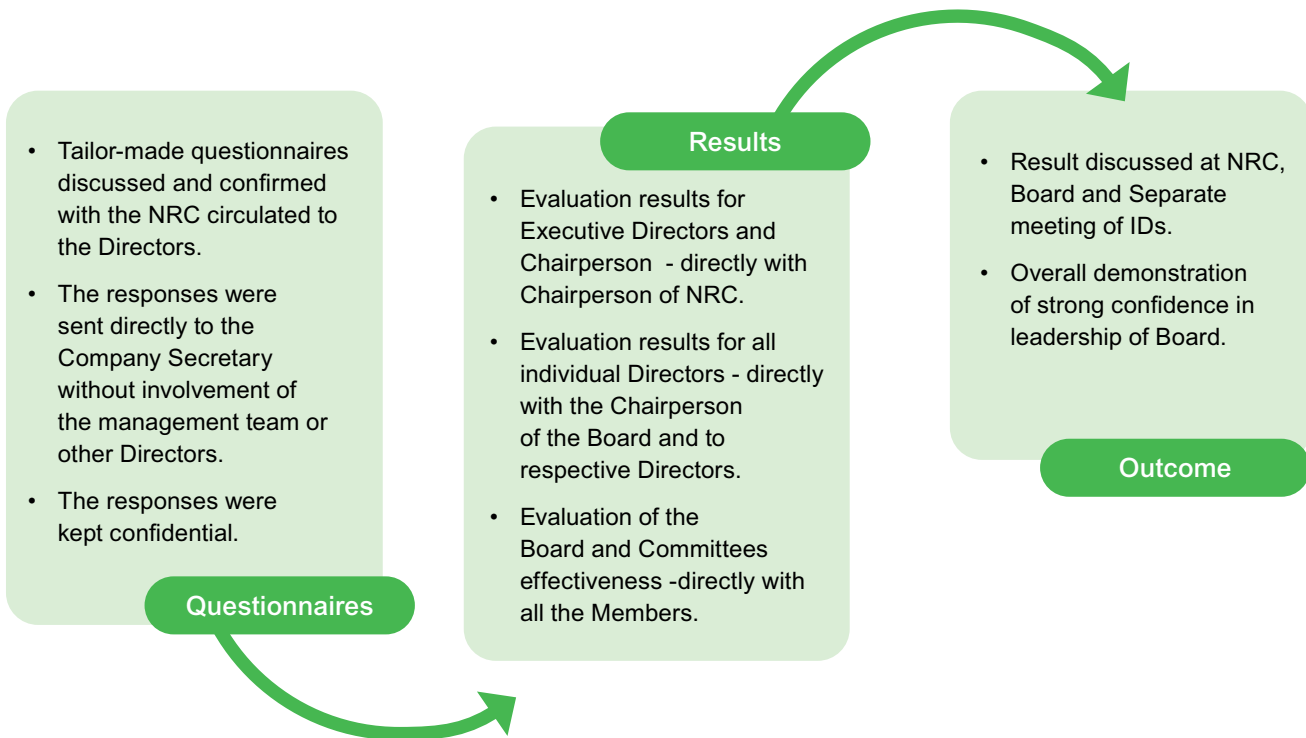 • Tailor-made questionnaires
discussed and confirmed
with the NRC circulated to
the Directors.
• The responses were
sent directly to the
Company Secretary
without involvement of
the management team or
other Directors.
• The responses were
kept confidential.
Questionnaires
Results
• Evaluation results for
Executive Directors and
Chairperson - directly with
Chairperson of NRC.
• Evaluation results for all
individual Directors - directly
with the Chairperson
of the Board and to
respective Directors.
• Evaluation of the
Board and Committees
effectiveness -directly with
all the Members.
• Result discussed at NRC,
Board and Separate
meeting of IDs.
• Overall demonstration
of strong confidence in
leadership of Board.
Outcome